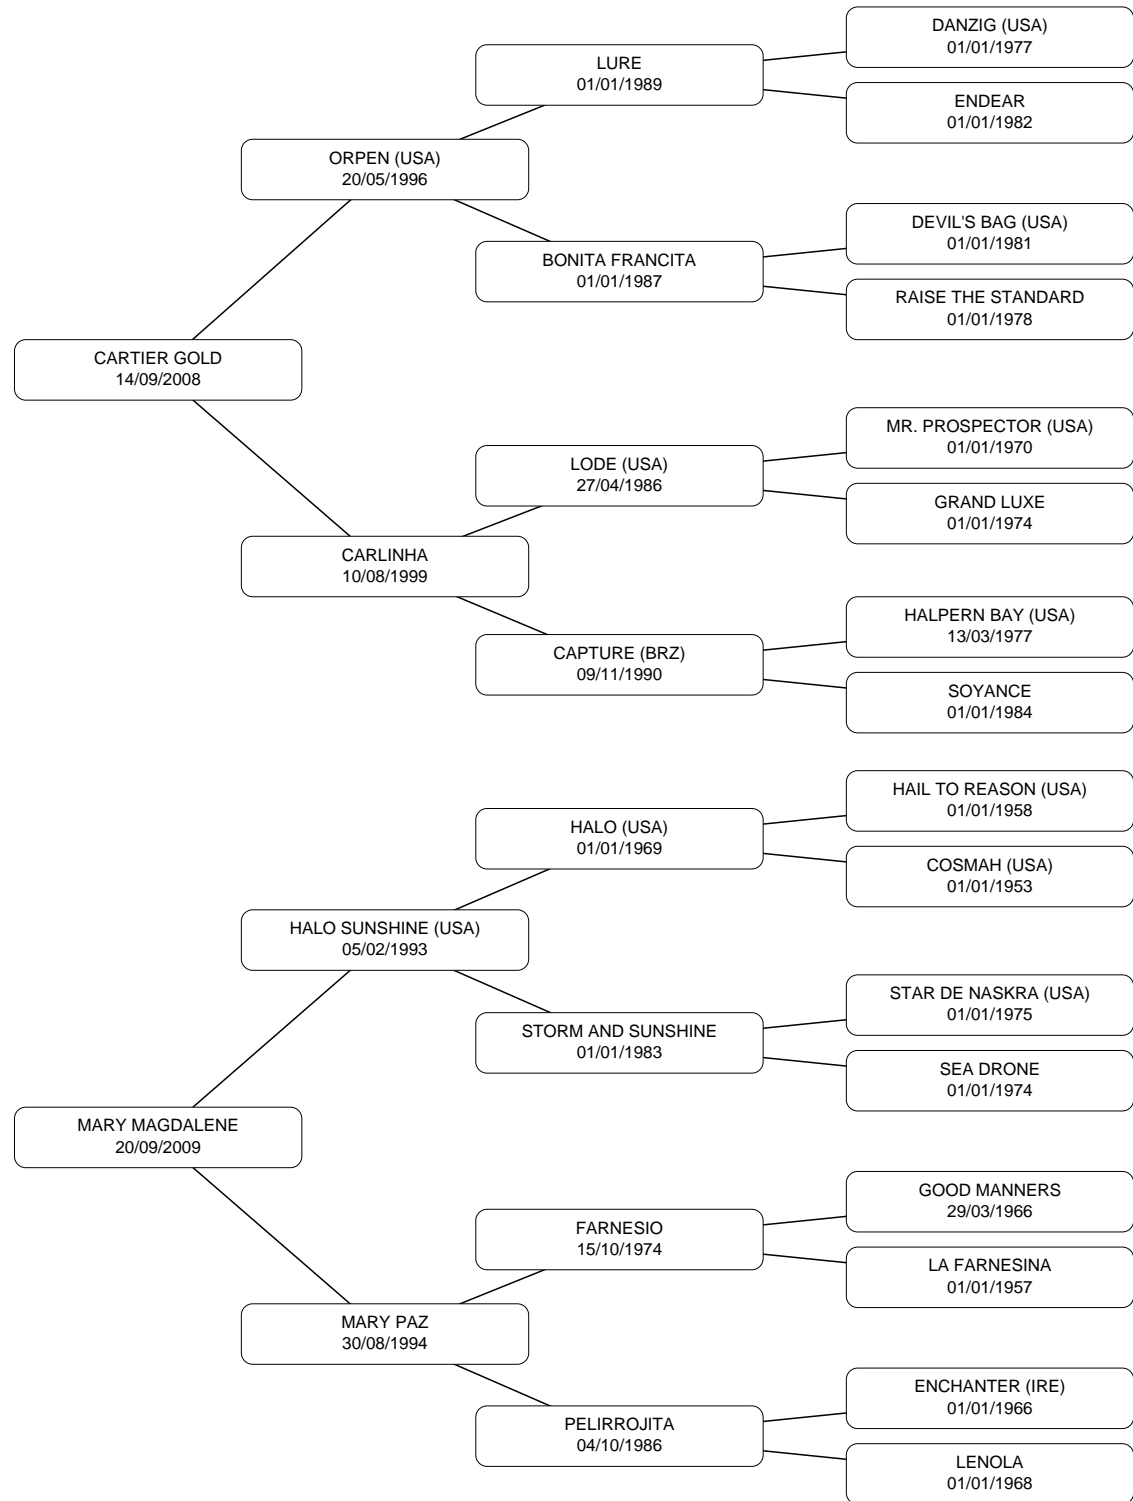 DANZIG (USA)
01/01/1977
LURE
01/01/1989
ENDEAR
01/01/1982
ORPEN (USA)
20/05/1996
DEVIL'S BAG (USA)
01/01/1981
BONITA FRANCITA
01/01/1987
RAISE THE STANDARD
01/01/1978
CARTIER GOLD
14/09/2008
MR. PROSPECTOR (USA)
01/01/1970
LODE (USA)
27/04/1986
GRAND LUXE
01/01/1974
CARLINHA
10/08/1999
HALPERN BAY (USA)
13/03/1977
CAPTURE (BRZ)
09/11/1990
SOYANCE
01/01/1984
HAIL TO REASON (USA)
01/01/1958
HALO (USA)
01/01/1969
COSMAH (USA)
01/01/1953
HALO SUNSHINE (USA)
05/02/1993
STAR DE NASKRA (USA)
01/01/1975
STORM AND SUNSHINE
01/01/1983
SEA DRONE
01/01/1974
MARY MAGDALENE
20/09/2009
GOOD MANNERS
29/03/1966
FARNESIO
15/10/1974
LA FARNESINA
01/01/1957
MARY PAZ
30/08/1994
ENCHANTER (IRE)
01/01/1966
PELIRROJITA
04/10/1986
LENOLA
01/01/1968